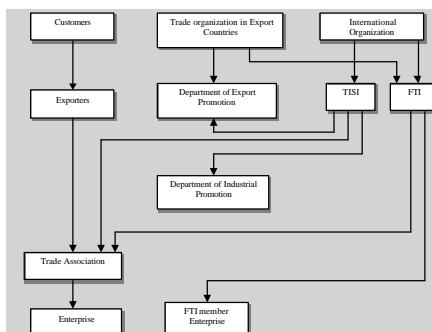 Customers
Trade organization in Export
Countries
International
Organization
Exporters
Department of Export
Promotion
TISI
FTI
Department of Industrial
Promotion
Trade Association
Enterprise
FTI member
Enterprise